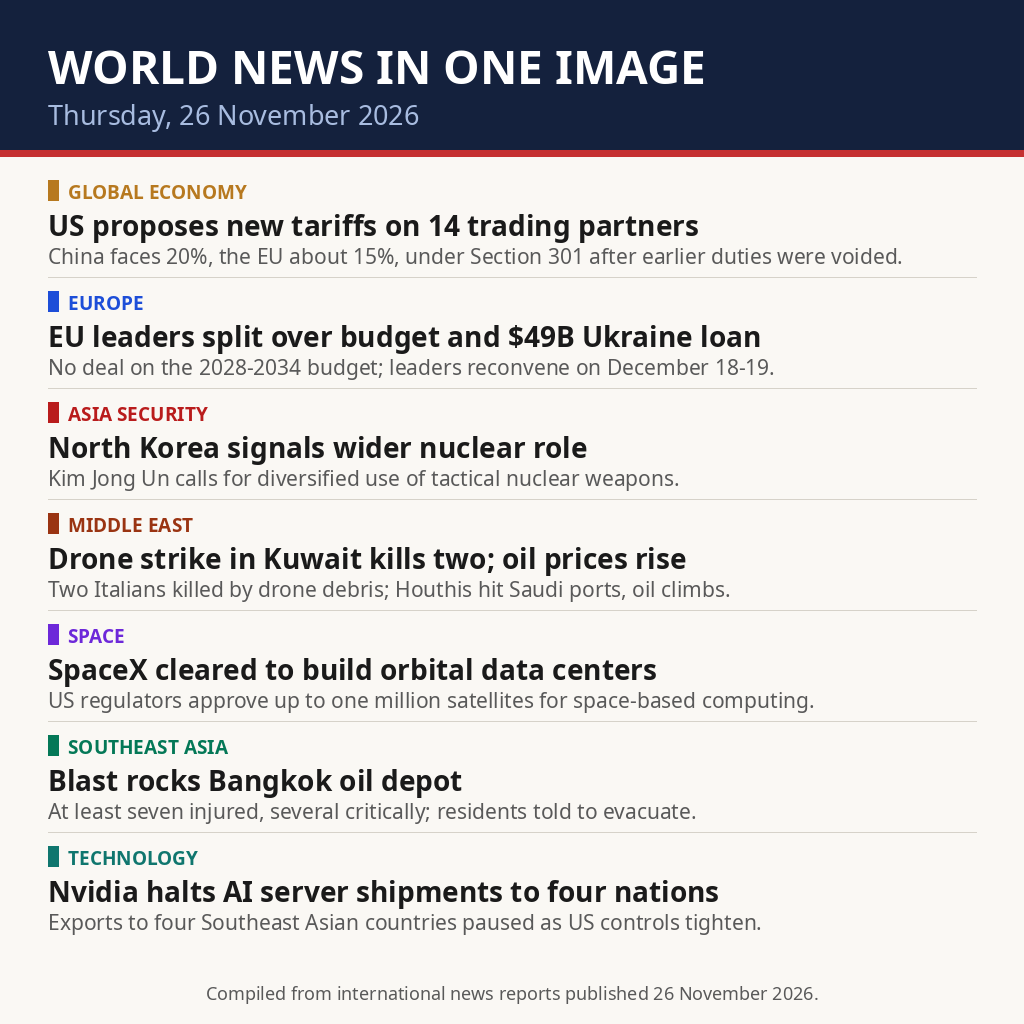 WORLD NEWS IN ONE IMAGE
Thursday, 26 November 2026
GLOBAL ECONOMY
US proposes new tariffs on 14 trading partners
China faces 20%, the EU about 15%, under Section 301 after earlier duties were voided.
EUROPE
EU leaders split over budget and $49B Ukraine loan
No deal on the 2028-2034 budget; leaders reconvene on December 18-19.
ASIA SECURITY
North Korea signals wider nuclear role
Kim Jong Un calls for diversified use of tactical nuclear weapons.
MIDDLE EAST
Drone strike in Kuwait kills two; oil prices rise
Two Italians killed by drone debris; Houthis hit Saudi ports, oil climbs.
SPACE
SpaceX cleared to build orbital data centers
US regulators approve up to one million satellites for space-based computing.
SOUTHEAST ASIA
Blast rocks Bangkok oil depot
At least seven injured, several critically; residents told to evacuate.
TECHNOLOGY
Nvidia halts AI server shipments to four nations
Exports to four Southeast Asian countries paused as US controls tighten.
Compiled from international news reports published 26 November 2026.